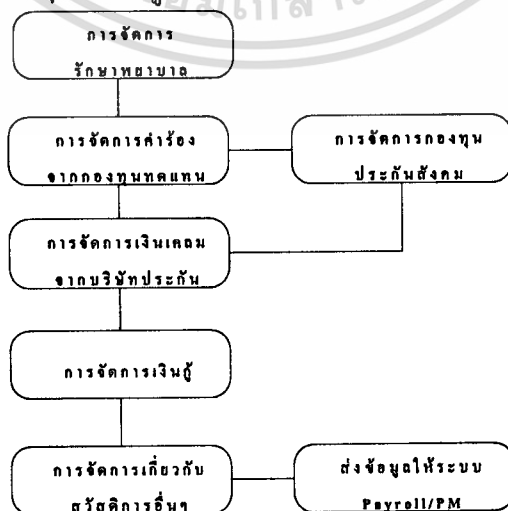 การจัดการ
รักษาพยาบาล
การจัดการคำร้อง
จากกองทุนทดแทน
การจัดการกองทุน
ประกันสังคม
การจัดการเงินเคลม
จากบริษัทประกัน
การจัดการเงินกู้
การจัดการเกี่ยวกับ
สวัสดิการอื่นๆ
ส่งข้อมูลให้ระบบ
Payroll/PM